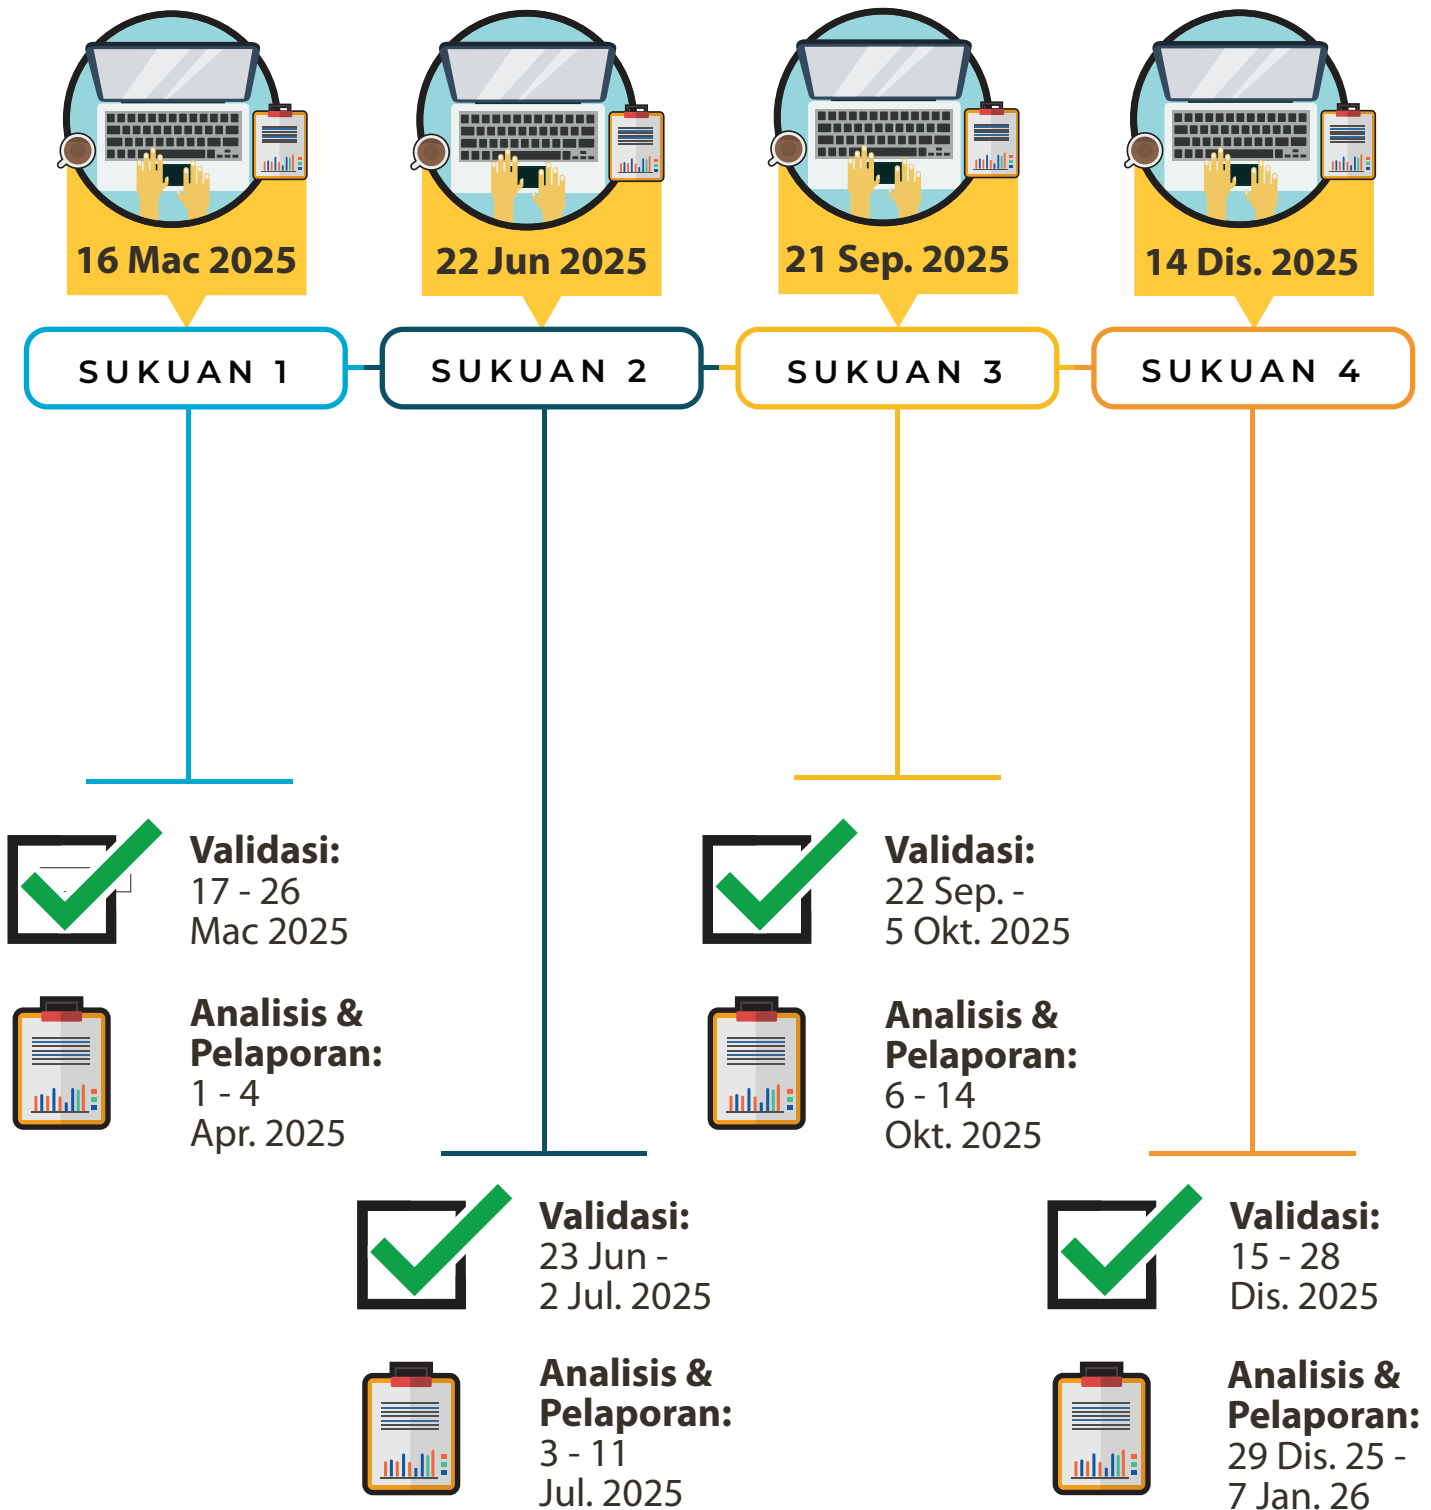 16 Mac 2025
22 Jun 2025
21 Sep. 2025
14 Dis. 2025
SUKUAN 1
SUKUAN 2
SUKUAN 3
SUKUAN 4
Validasi:
17 - 26
Mac 2025
Analisis &
Pelaporan:
1 - 4
Apr. 2025
Validasi:
23 Jun -
2 Jul. 2025
Analisis &
Pelaporan:
3 - 11
Jul. 2025
Validasi:
22 Sep. -
5 Okt. 2025
Analisis &
Pelaporan:
6 - 14
Okt. 2025
Validasi:
15 - 28
Dis. 2025
Analisis &
Pelaporan:
29 Dis. 25 -
7 Jan. 26